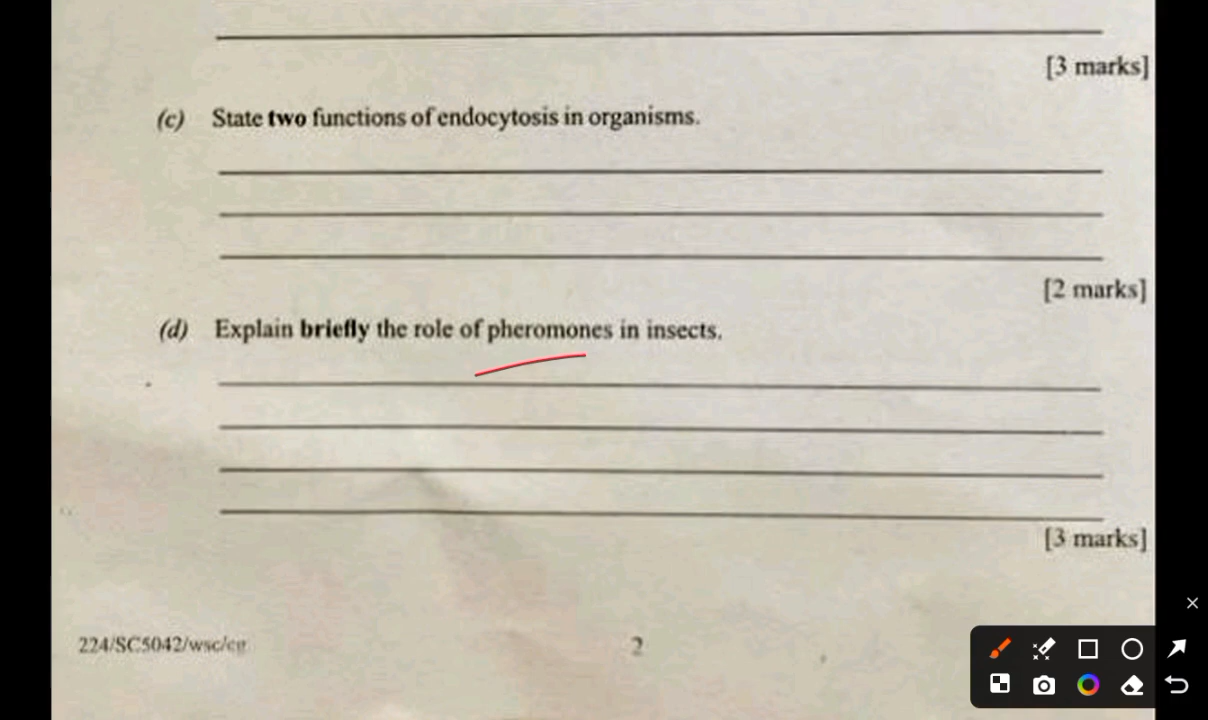 [3 marks]
(c) State two functions of endocytosis in organisms.
[2 marks]
(d) Explain briefly the role of pheromones in insects.
[3 marks]
224/SC5042/wsc/cg
2